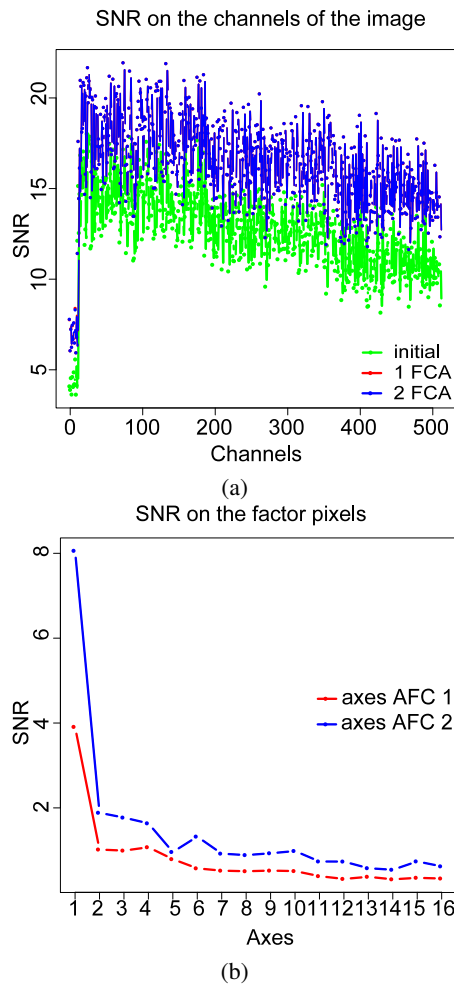 SNR on the channels of the image
SNR
20
15
10
5
initial
1 FCA
2 FCA
0 100 200 300 400 500
Channels
(a)
SNR on the factor pixels
SNR
8
6
4
2
axes AFC 1
axes AFC 2
1 2 3 4 5 6 7 8 9 10 11 12 13 14 15 16
Axes
(b)